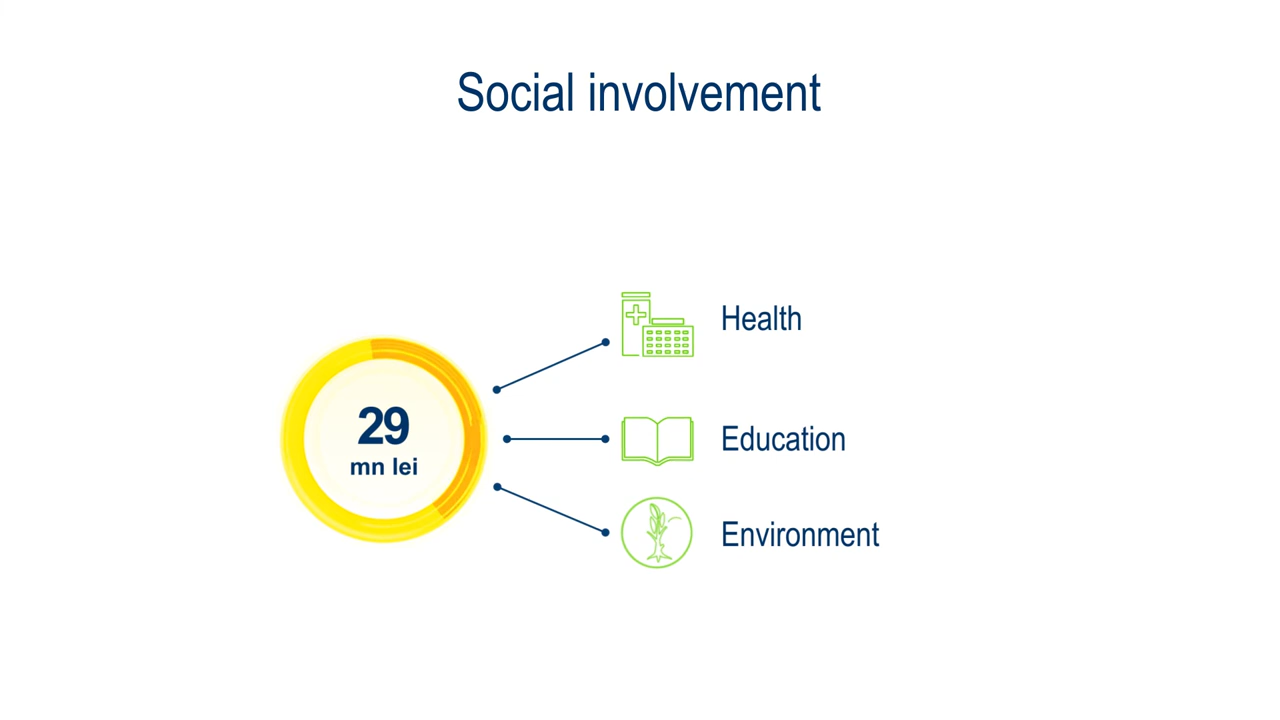 Social involvement
Health
29
mn lei
Education
Environment